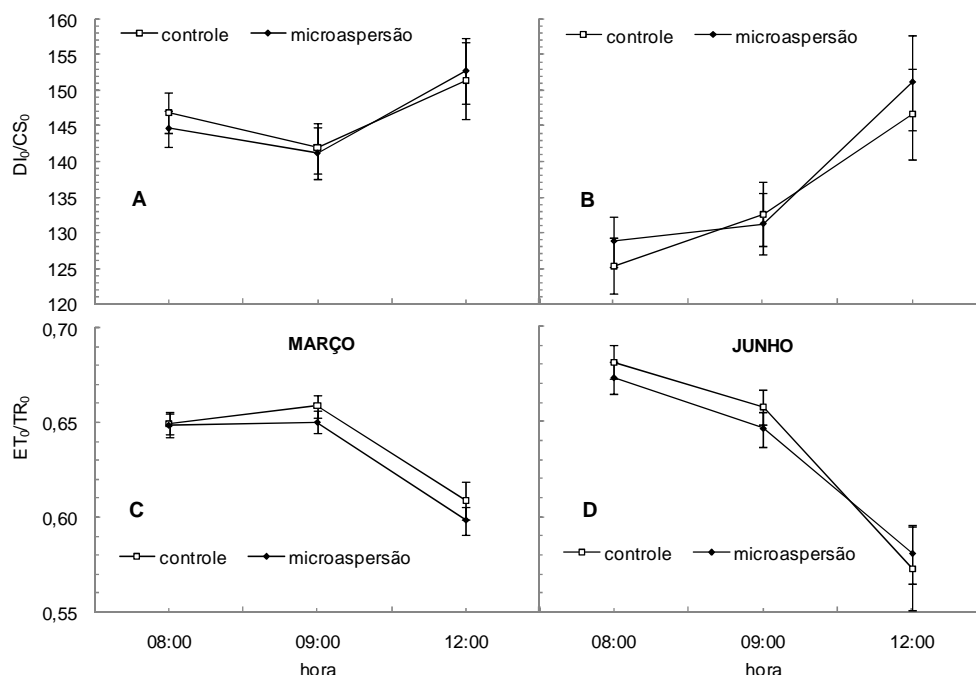 controle microaspersão
controle microaspersão
160
155
150
145
140
135
130
125
120
DI₀/CS₀
A
B
0,70
0,65
0,60
0,55
ET₀/TR₀
MARÇO
JUNHO
C
D
controle microaspersão
controle microaspersão
08:00 09:00 12:00
08:00 09:00 12:00
hora
hora